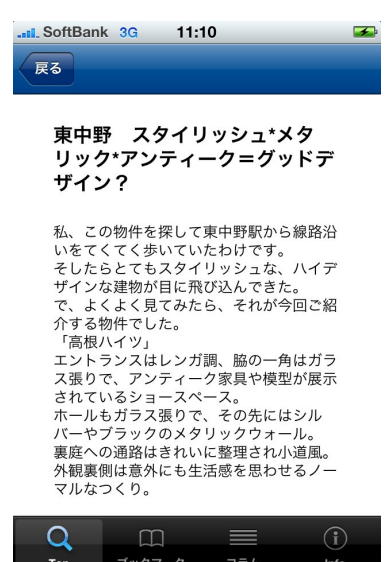 SoftBank 3G 11:10
戻る
東中野　スタイリッシュ*メタ
リック*アンティーク＝グッドデ
ザイン？
私、この物件を探して東中野駅から線路沿
いをてくてく歩いていたわけです。
そしたらとてもスタイリッシュな、ハイデ
ザインな建物が目に飛び込んできた。
で、よくよく見てみたら、それが今回ご紹
介する物件でした。
「高根ハイツ」
エントランスはレンガ調、脇の一角はガラ
ス張りで、アンティーク家具や模型が展示
されているショースペース。
ホールもガラス張りで、その先にはシル
バーやブラックのメタリックウォール。
裏庭への通路はきれいに整理され小道風。
外観裏側は意外にも生活感を思わせるノー
マルなつくり。